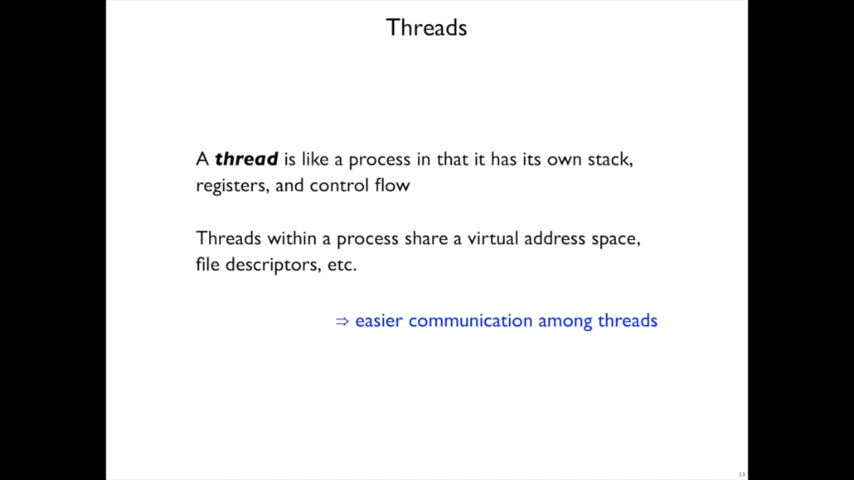 Threads
A thread is like a process in that it has its own stack,
registers, and control flow
Threads within a process share a virtual address space,
file descriptors, etc.
⇒ easier communication among threads
13